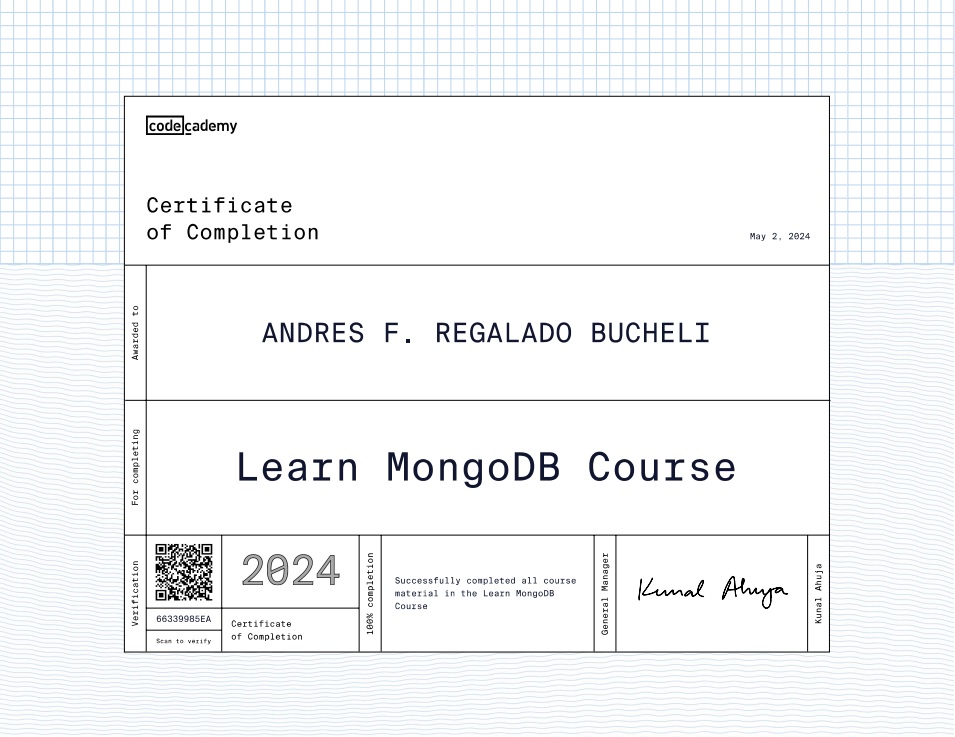 codecademy
Certificate
of Completion
May 2, 2024
Awarded to
ANDRES F. REGALADO BUCHELI
For completing
Learn MongoDB Course
Verification
66339985EA
Scan to verify
2024
Certificate
of Completion
100% completion
Successfully completed all course
material in the Learn MongoDB
Course
General Manager
Kunal Ahuja
Kunal Ahuja